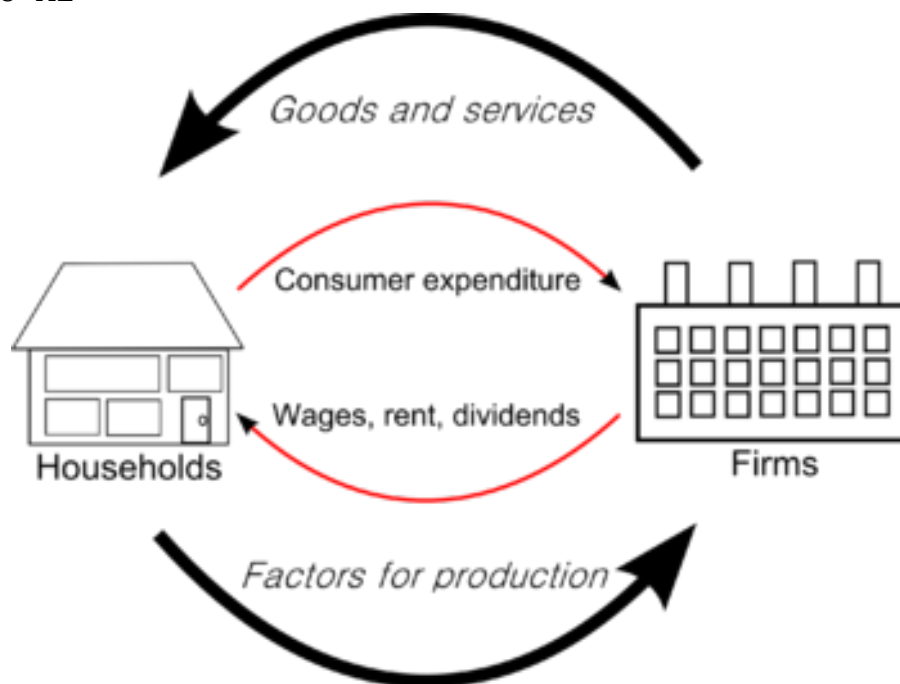 Goods and services
Consumer expenditure
Wages, rent, dividends
Households
Firms
Factors for production